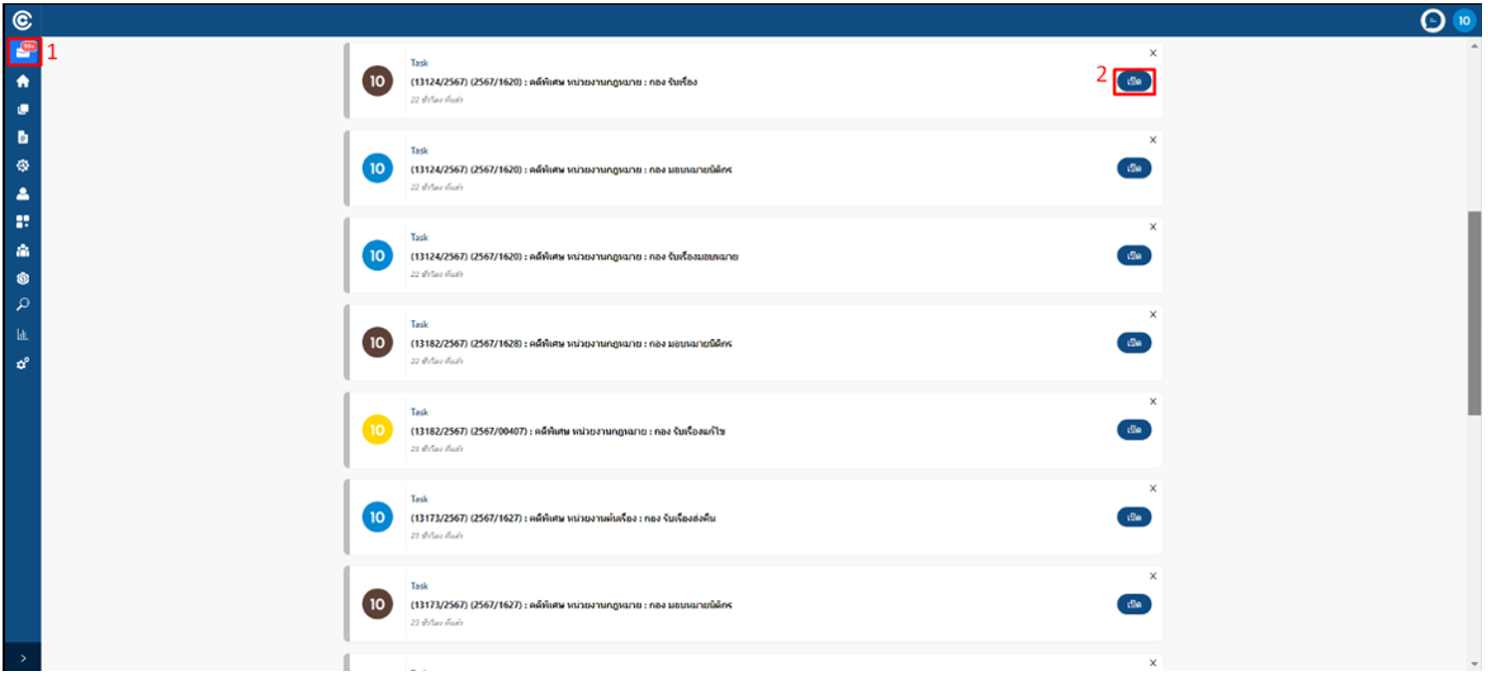 10
99+
1
Task
10
(13124/2567) (2567/1620) : คดีพิเศษ หน่วยงานกฎหมาย : กอง รับเรื่อง
2
เปิด
22 ชั่วโมง ที่แล้ว
Task
10
(13124/2567) (2567/1620) : คดีพิเศษ หน่วยงานกฎหมาย : กอง มอบหมายนิติกร
เปิด
22 ชั่วโมง ที่แล้ว
Task
10
(13124/2567) (2567/1620) : คดีพิเศษ หน่วยงานกฎหมาย : กอง รับเรื่องมอบหมาย
เปิด
22 ชั่วโมง ที่แล้ว
Task
10
(13182/2567) (2567/1628) : คดีพิเศษ หน่วยงานกฎหมาย : กอง มอบหมายนิติกร
เปิด
22 ชั่วโมง ที่แล้ว
Task
10
(13182/2567) (2567/00407) : คดีพิเศษ หน่วยงานกฎหมาย : กอง รับเรื่องแก้ไข
เปิด
23 ชั่วโมง ที่แล้ว
Task
10
(13173/2567) (2567/1627) : คดีพิเศษ หน่วยงานต้นเรื่อง : กอง รับเรื่องส่งคืน
เปิด
23 ชั่วโมง ที่แล้ว
Task
10
(13173/2567) (2567/1627) : คดีพิเศษ หน่วยงานกฎหมาย : กอง มอบหมายนิติกร
เปิด
23 ชั่วโมง ที่แล้ว